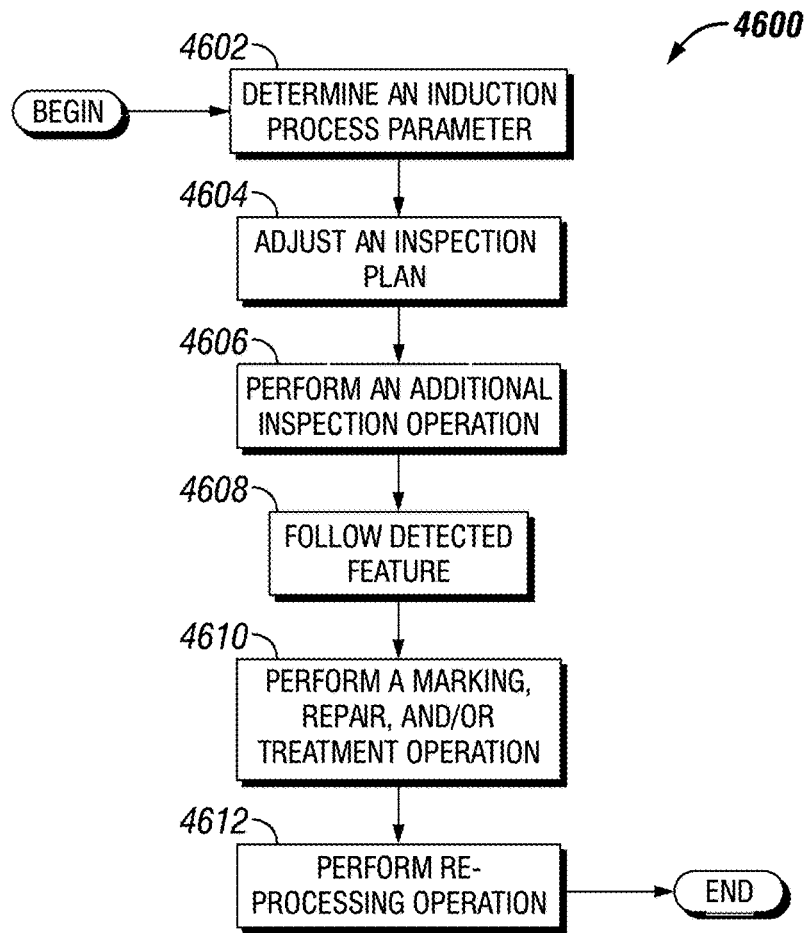 4600
4602
BEGIN
DETERMINE AN INDUCTION
PROCESS PARAMETER
4604
ADJUST AN INSPECTION
PLAN
4606
PERFORM AN ADDITIONAL
INSPECTION OPERATION
4608
FOLLOW DETECTED
FEATURE
4610
PERFORM A MARKING,
REPAIR, AND/OR
TREATMENT OPERATION
4612
PERFORM RE-
PROCESSING OPERATION
END